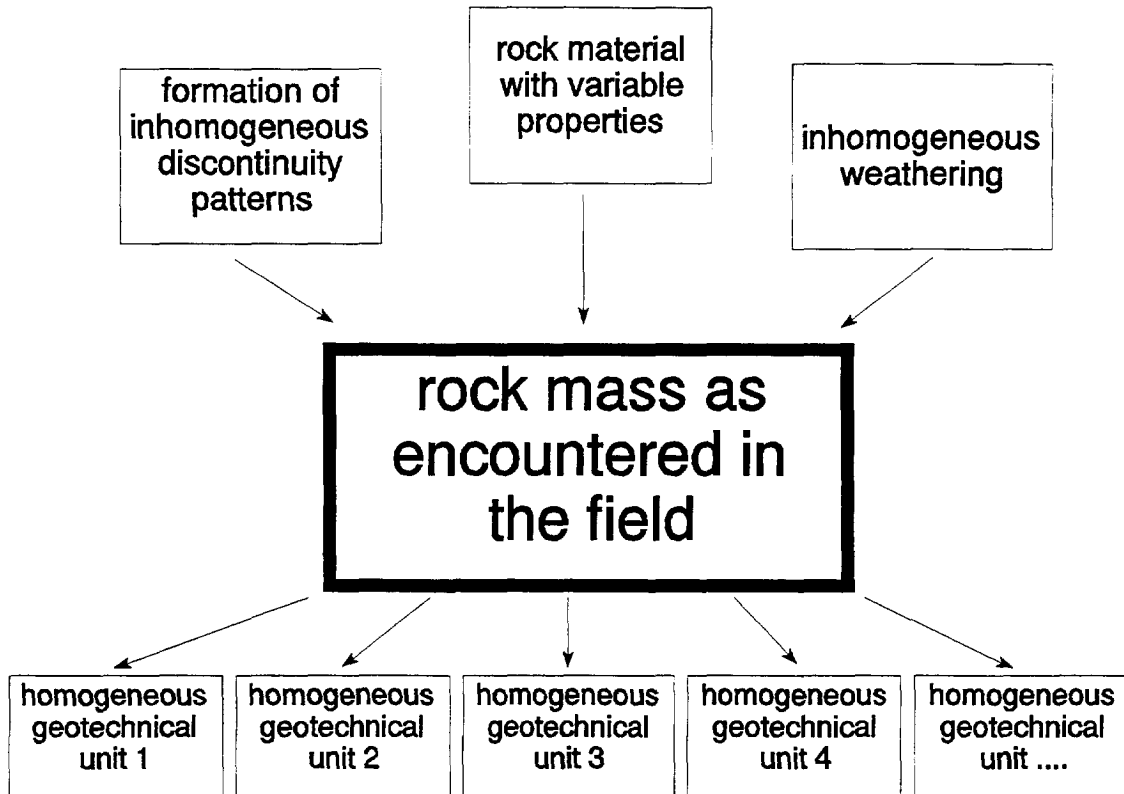 formation of
inhomogeneous
discontinuity
patterns
rock material
with variable
properties
inhomogeneous
weathering
rock mass as
encountered in
the field
homogeneous
geotechnical
unit 1
homogeneous
geotechnical
unit 2
homogeneous
geotechnical
unit 3
homogeneous
geotechnical
unit 4
homogeneous
geotechnical
unit ....